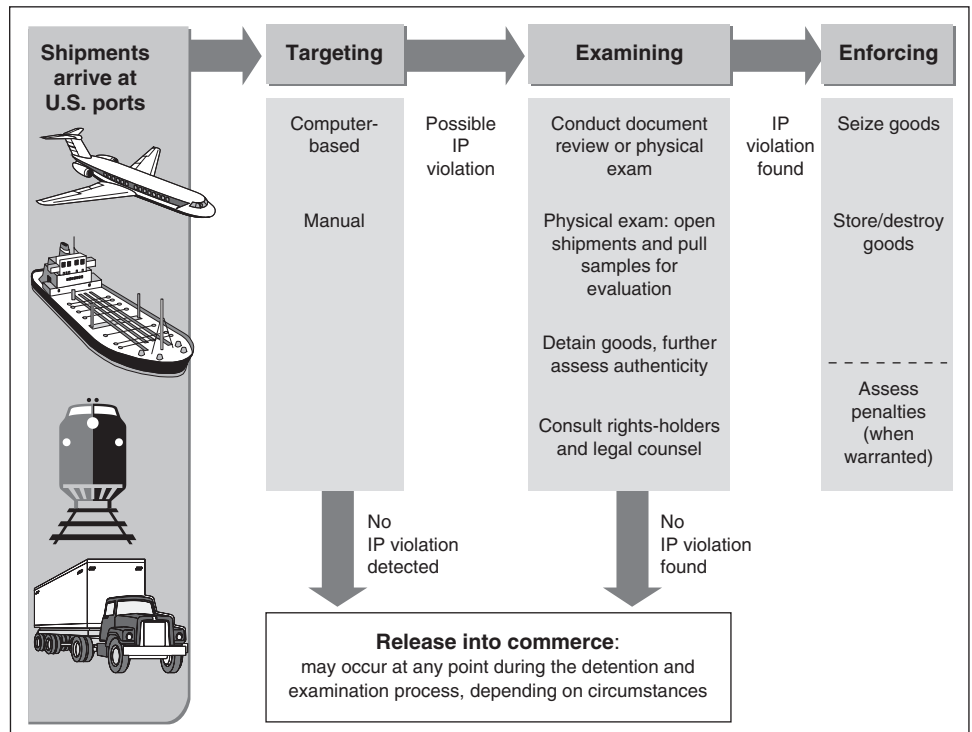 Shipments
arrive at
U.S. ports
Targeting
Computer-
based
Manual
Possible
IP
violation
Examining
Conduct document
review or physical
exam
Physical exam: open
shipments and pull
samples for
evaluation
Detain goods, further
assess authenticity
Consult rights-holders
and legal counsel
IP
violation
found
Enforcing
Seize goods
Store/destroy
goods
Assess
penalties
(when
warranted)
No
IP violation
detected
No
IP violation
found
Release into commerce:
may occur at any point during the detention and
examination process, depending on circumstances